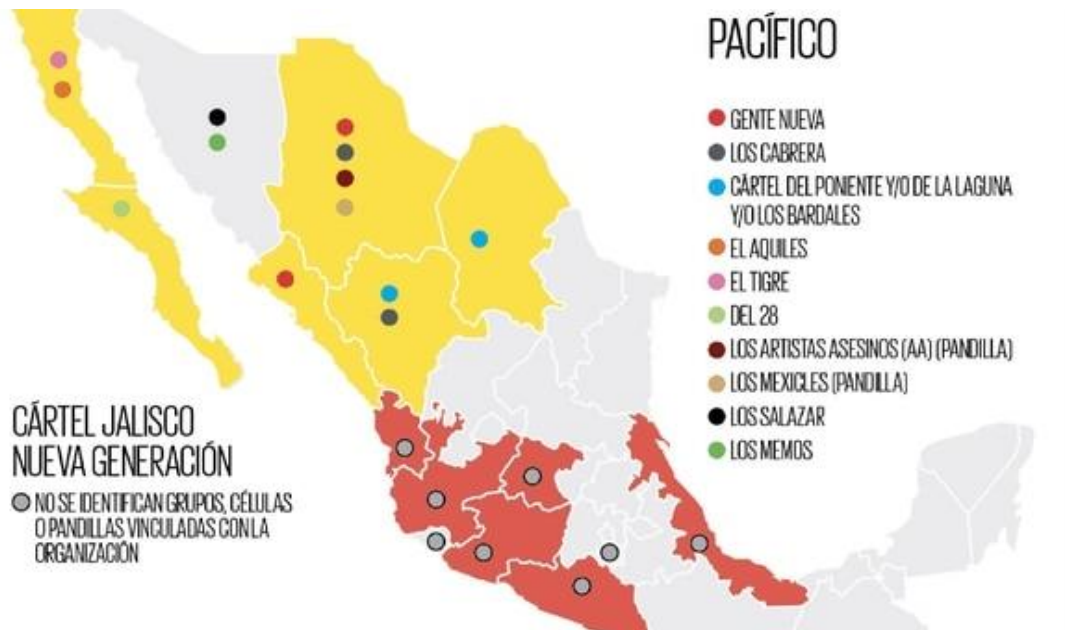 PACÍFICO
GENTE NUEVA
LOS CABRERA
CÁRTEL DEL PONIENTE Y/O DE LA LAGUNA
Y/O LOS BARDALES
EL AQUILES
EL TIGRE
DEL 28
LOS ARTISTAS ASESINOS (AA) (PANDILLA)
LOS MEXICLES (PANDILLA)
LOS SALAZAR
LOS MEMOS
CÁRTEL JALISCO
NUEVA GENERACIÓN
NO SE IDENTIFICAN GRUPOS, CÉLULAS
O PANDILLAS VINCULADAS CON LA
ORGANIZACIÓN